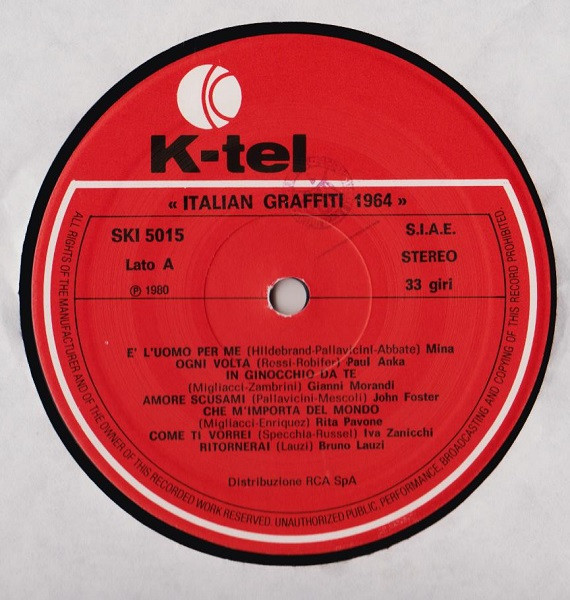 K-tel
« ITALIAN GRAFFITI 1964 »
SKI 5015
S.I.A.E.
Lato A
STEREO
℗ 1980
33 giri
E' L'UOMO PER ME (Hildebrand-Pallavicini-Abbate) Mina
OGNI VOLTA (Rossi-Robifer) Paul Anka
IN GINOCCHIO DA TE
(Migliacci-Zambrini) Gianni Morandi
AMORE SCUSAMI (Pallavicini-Mescoli) John Foster
CHE M'IMPORTA DEL MONDO
(Migliacci-Enriquez) Rita Pavone
COME TI VORREI (Specchia-Russel) Iva Zanicchi
RITORNERAI (Lauzi) Bruno Lauzi
Distribuzione RCA SpA
ALL RIGHTS OF THE MANUFACTURER AND OF THE OWNER OF THIS RECORDED WORK RESERVED. UNAUTHORIZED PUBLIC PERFORMANCE, BROADCASTING AND COPYING OF THIS RECORD PROHIBITED.